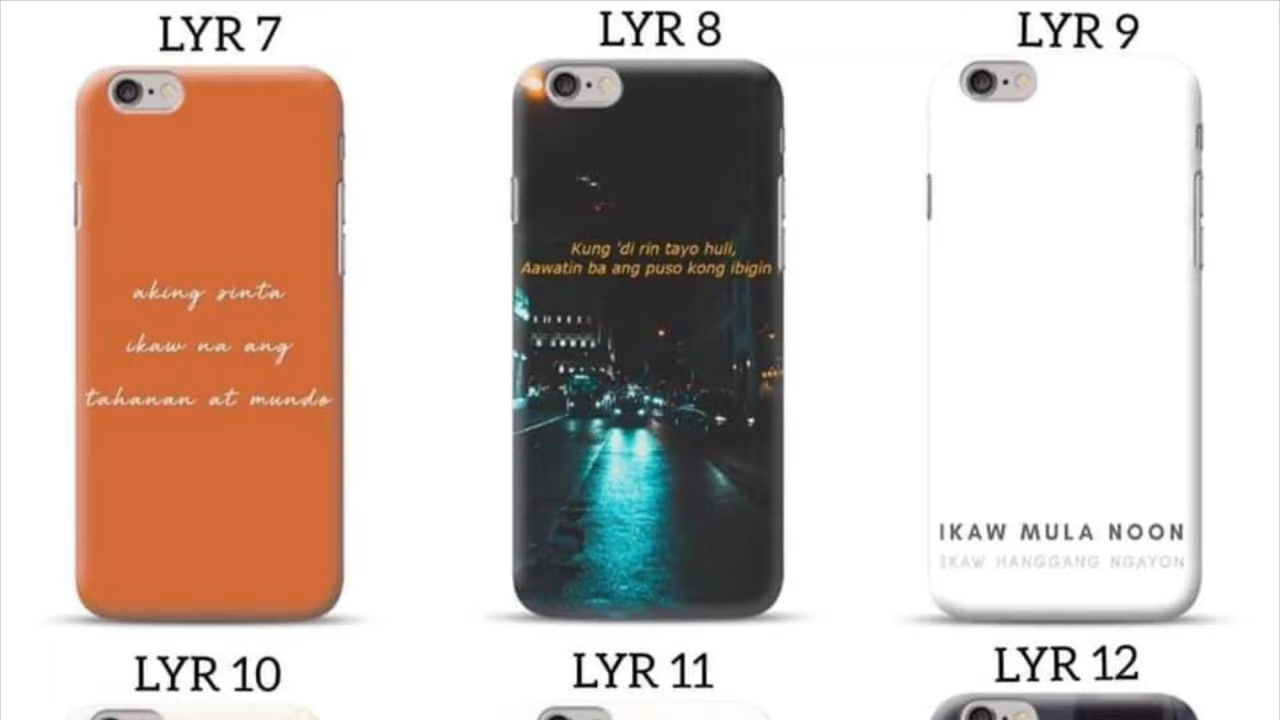 LYR 7
LYR 8
LYR 9
aking sinta
ikaw na ang
tahanan at mundo
Kung 'di rin tayo huli,
Aawatin ba ang puso kong ibigin
IKAW MULA NOON
IKAW HANGGANG NGAYON
LYR 10
LYR 11
LYR 12